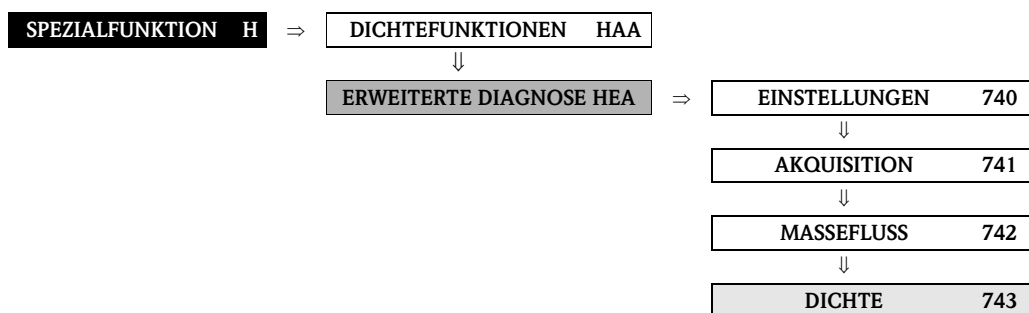 SPEZIALFUNKTION H ⇒ DICHTEFUNKTIONEN HAA
⇓
ERWEITERTE DIAGNOSE HEA ⇒ EINSTELLUNGEN 740
⇓
AKQUISITION 741
⇓
MASSEFLUSS 742
⇓
DICHTE 743